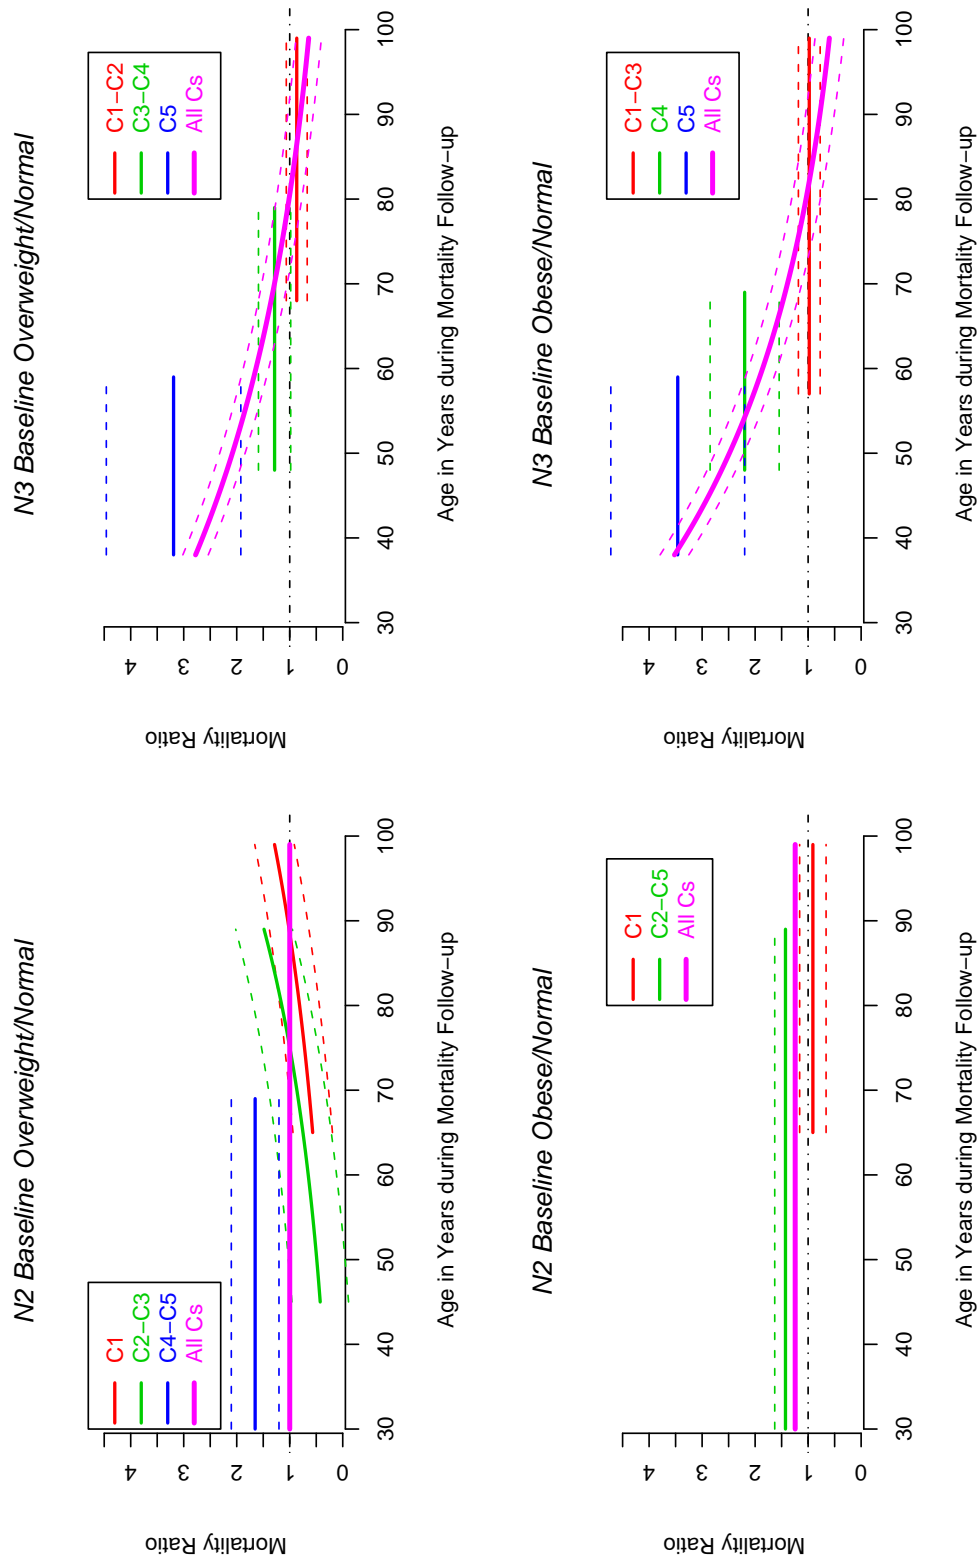 N2 Baseline Overweight/Normal
C1
C2−C3
C4−C5
All Cs
Mortality Ratio
0 1 2 3 4
30 40 50 60 70 80 90 100
Age in Years during Mortality Follow−up
N3 Baseline Overweight/Normal
C1−C2
C3−C4
C5
All Cs
Mortality Ratio
0 1 2 3 4
30 40 50 60 70 80 90 100
Age in Years during Mortality Follow−up
N2 Baseline Obese/Normal
C1
C2−C5
All Cs
Mortality Ratio
0 1 2 3 4
30 40 50 60 70 80 90 100
Age in Years during Mortality Follow−up
N3 Baseline Obese/Normal
C1−C3
C4
C5
All Cs
Mortality Ratio
0 1 2 3 4
30 40 50 60 70 80 90 100
Age in Years during Mortality Follow−up